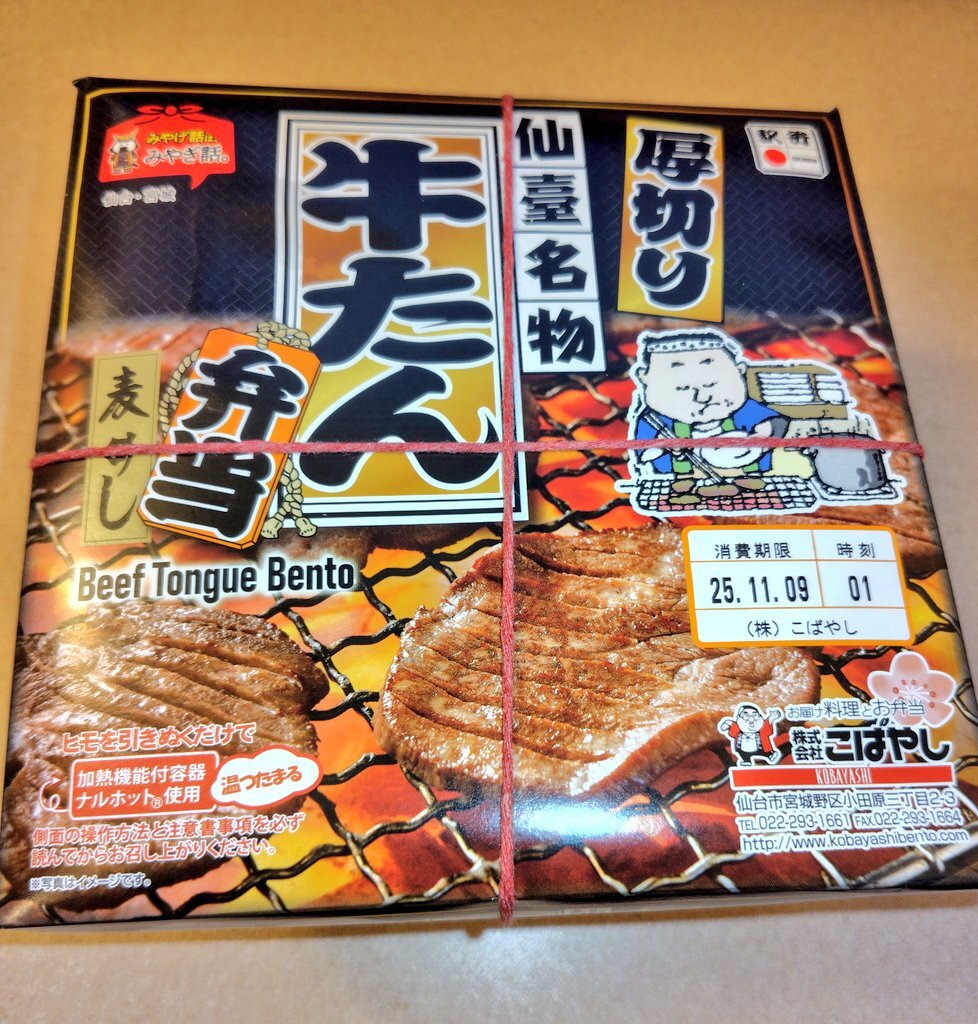 みやげ話は、
みやぎ話。
仙台・宮城
牛たん
弁当
仙臺名物
厚切り
駅弁
麦めし
Beef Tongue Bento
消費期限 時刻
25.11.09 01
(株)こばやし
ヒモを引きぬくだけで
加熱機能付容器
ナルホット®使用
温つたまる
側面の操作方法と注意書事項を必ず
読んでからお召し上がりください。
※写真はイメージです。
お届け料理とお弁当
株式会社こばやし
KOBAYASHI
仙台市宮城野区小田原二丁目2-3
TEL022-293-1661 FAX022-293-1664
http://www.kobayashibento.com